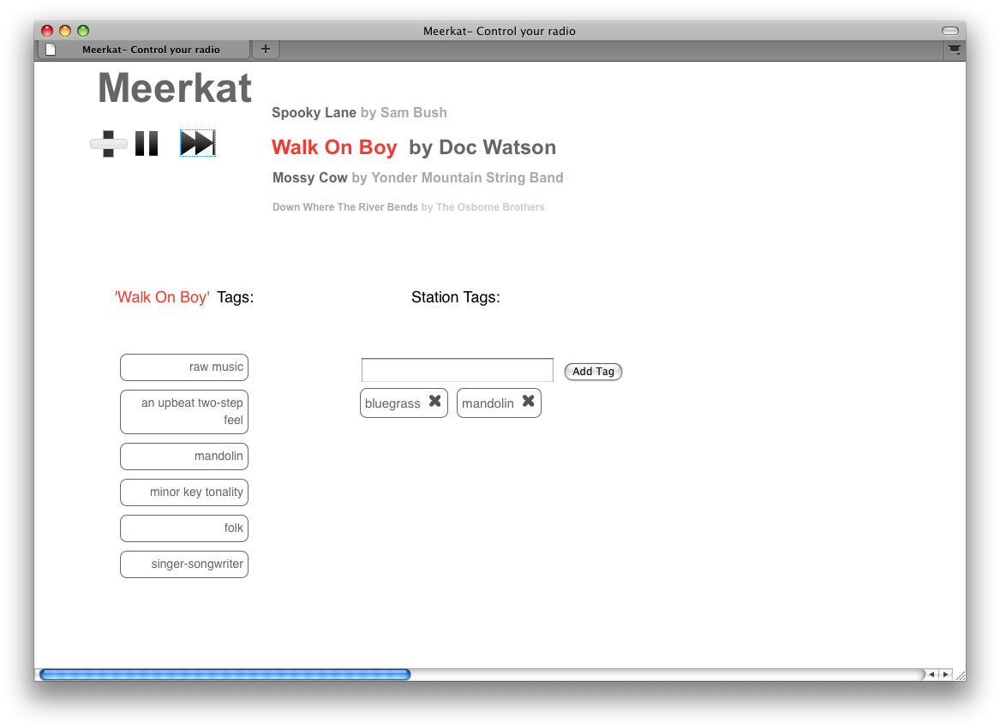 Meerkat- Control your radio
Meerkat- Control your radio
Meerkat
Spooky Lane by Sam Bush
Walk On Boy by Doc Watson
Mossy Cow by Yonder Mountain String Band
Down Where The River Bends by The Osborne Brothers
'Walk On Boy' Tags:
Station Tags:
raw music
an upbeat two-step
feel
mandolin
minor key tonality
folk
singer-songwriter
Add Tag
bluegrass
mandolin